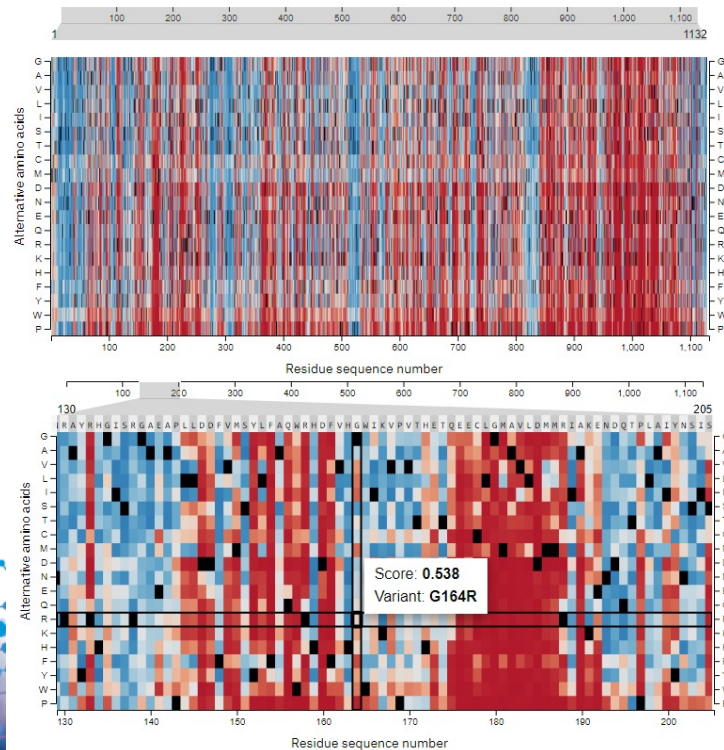 100 200 300 400 500 600 700 800 900 1,000 1,100
1 1132
G G
A A
V V
L L
I I
S S
T T
C C
M M
D D
N N
E E
Q Q
R R
K K
H H
F F
Y Y
W W
P P
Alternative amino acids
100 200 300 400 500 600 700 800 900 1,000 1,100
Residue sequence number
100 200 300 400 500 600 700 800 900 1,000 1,100
130 205
I R A Y R H G I S R G A E A P L L D D F V M S Y L F A Q W R H D F V H G W I K V P V T H E T Q E E C L G M A V L D M M R I A K E N D Q T P L A I Y N S I S
G
A
V
L
I
S
T
C
M
D
N
E
Q
R
K
H
F
Y
W
P
Alternative amino acids
Score: 0.538
Variant: G164R
130 140 150 160 170 180 190 200
Residue sequence number